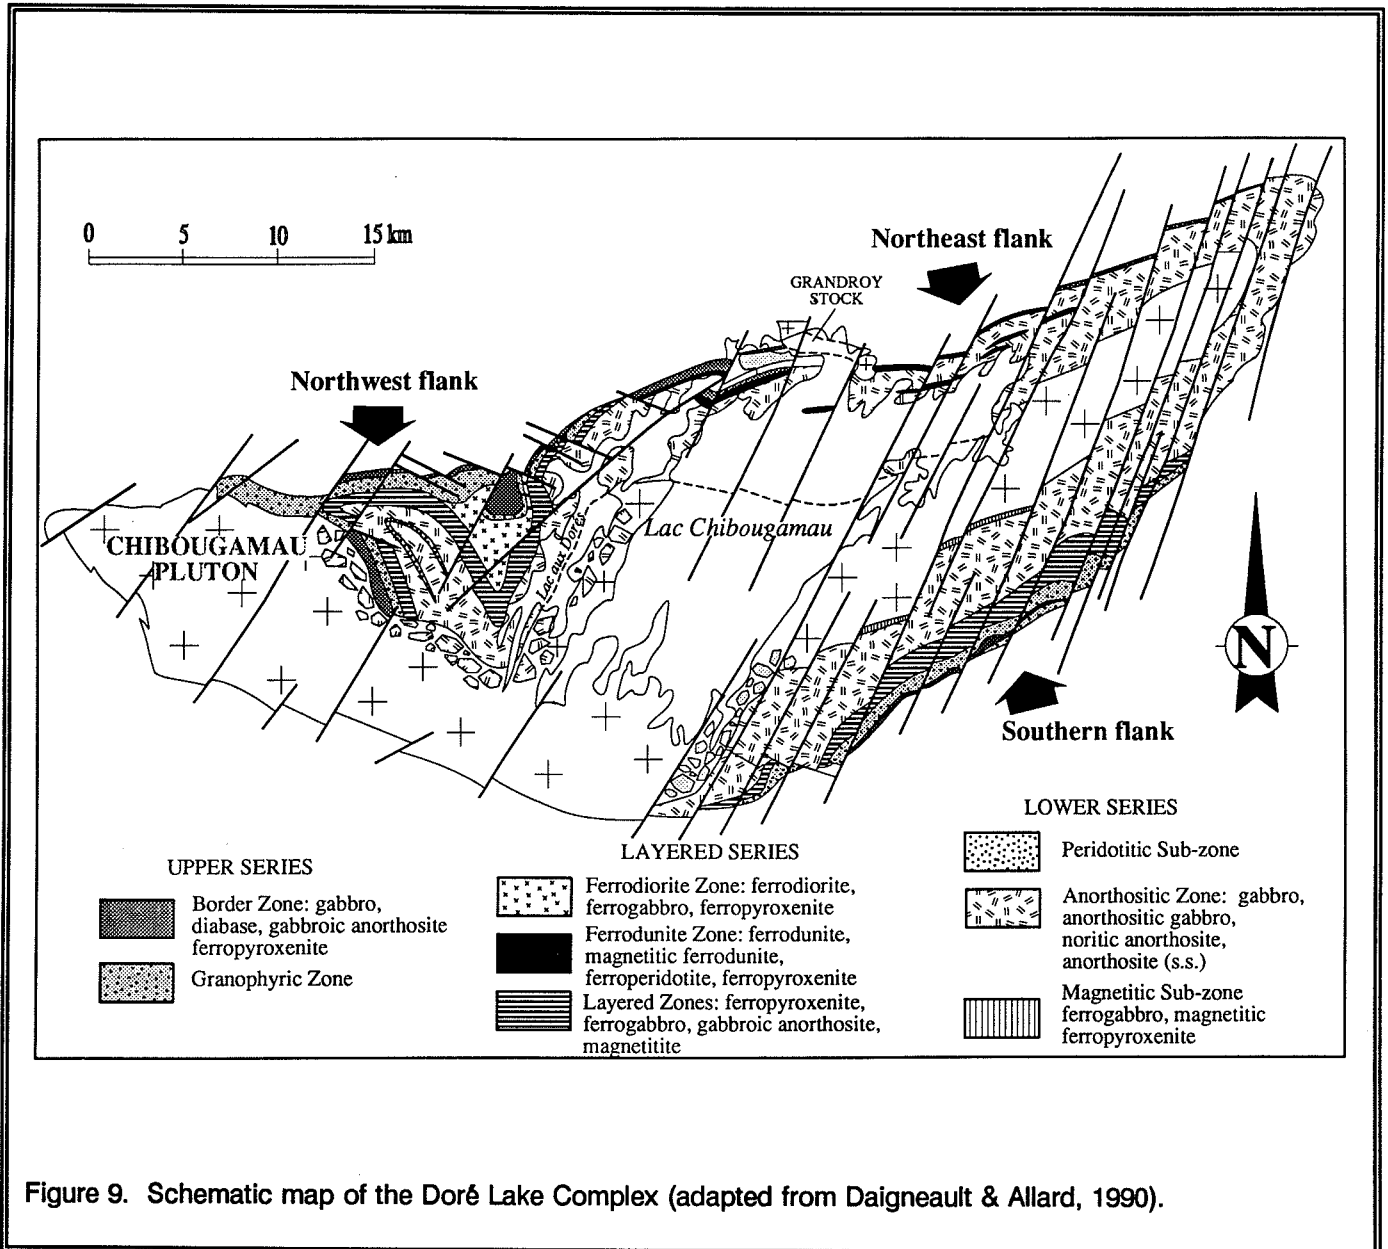 0 5 10 15 km
Northeast flank
GRANDROY
STOCK
Northwest flank
Lac Chibougamau
Lac aux Dorés
CHIBOUGAMAU
PLUTON
N
Southern flank
UPPER SERIES
Border Zone: gabbro,
diabase, gabbroic anorthosite
ferropyroxenite
Granophyric Zone
LAYERED SERIES
Ferrodiorite Zone: ferrodiorite,
ferrogabbro, ferropyroxenite
Ferrodunite Zone: ferrodunite,
magnetitic ferrodunite,
ferroperidotite, ferropyroxenite
Layered Zones: ferropyroxenite,
ferrogabbro, gabbroic anorthosite,
magnetitite
LOWER SERIES
Peridotitic Sub-zone
Anorthositic Zone: gabbro,
anorthositic gabbro,
noritic anorthosite,
anorthosite (s.s.)
Magnetitic Sub-zone
ferrogabbro, magnetitic
ferropyroxenite
Figure 9. Schematic map of the Doré Lake Complex (adapted from Daigneault & Allard, 1990).